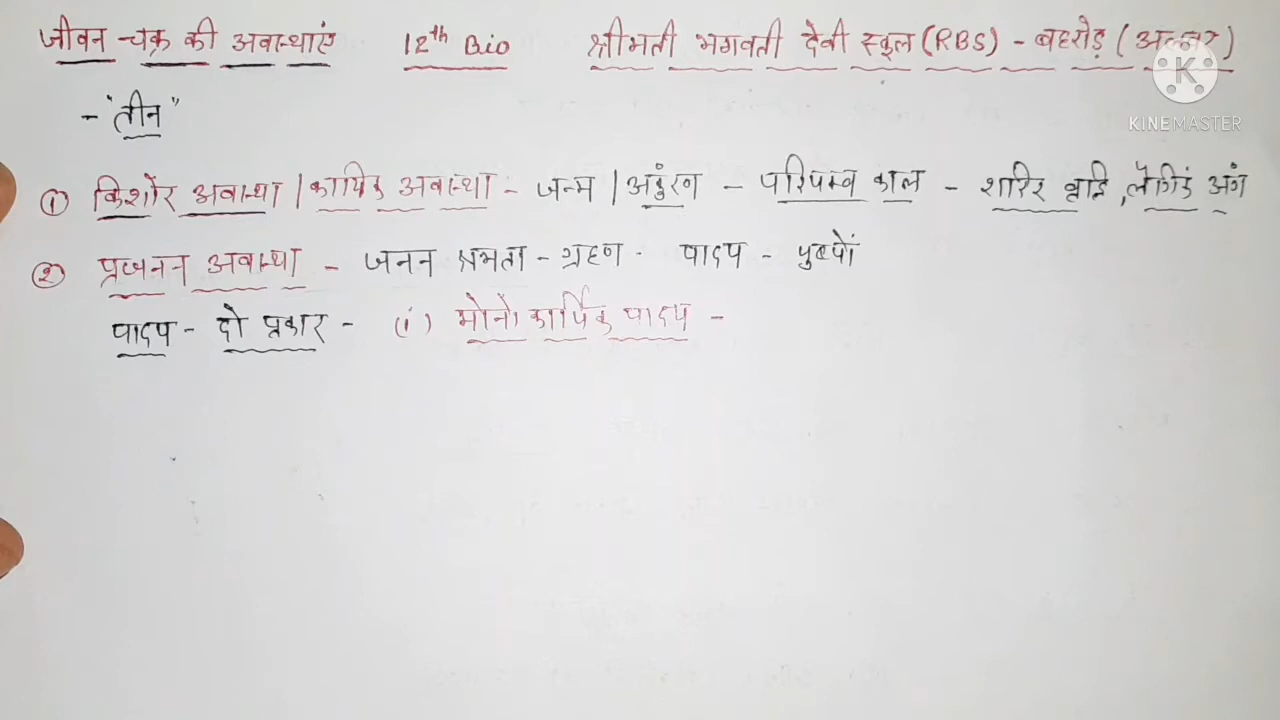 जीवन चक्र की अवस्थाएं 12th Bio श्रीमती भगवती देवी स्कूल (RBS) - बहरोड़ (अलवर)
K
KINEMASTER
- "तीन"
① किशोर अवस्था / कायिक अवस्था - जन्म / अंकुरण - परिपक्व काल - शारिर वृद्वि, लैंगिक अंग
② प्रजनन अवस्था - जनन क्षमता - ग्रहण - पादप - पुष्पों
पादप - दो प्रकार - (i) मोनो कार्पिक पादप -